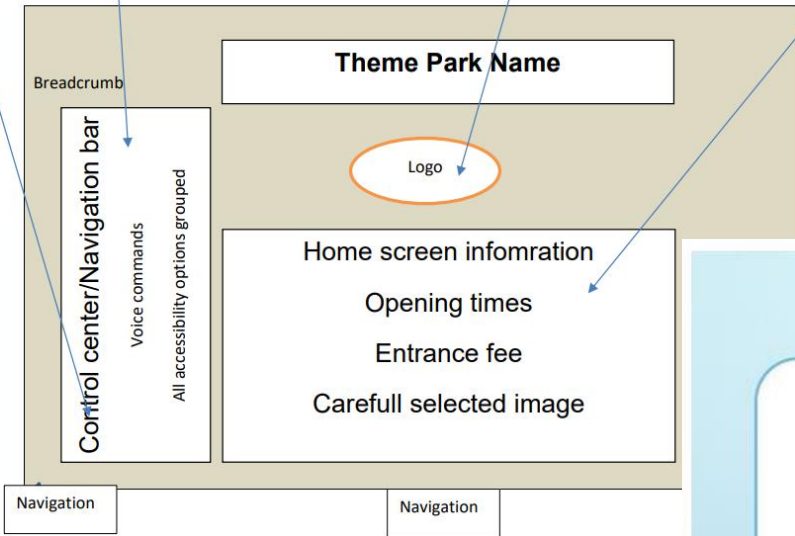 Theme Park Name
Breadcrumb
Logo
Control center/Navigation bar
Voice commands
All accessibility options grouped
Home screen infomration
Opening times
Entrance fee
Carefull selected image
Navigation
Navigation